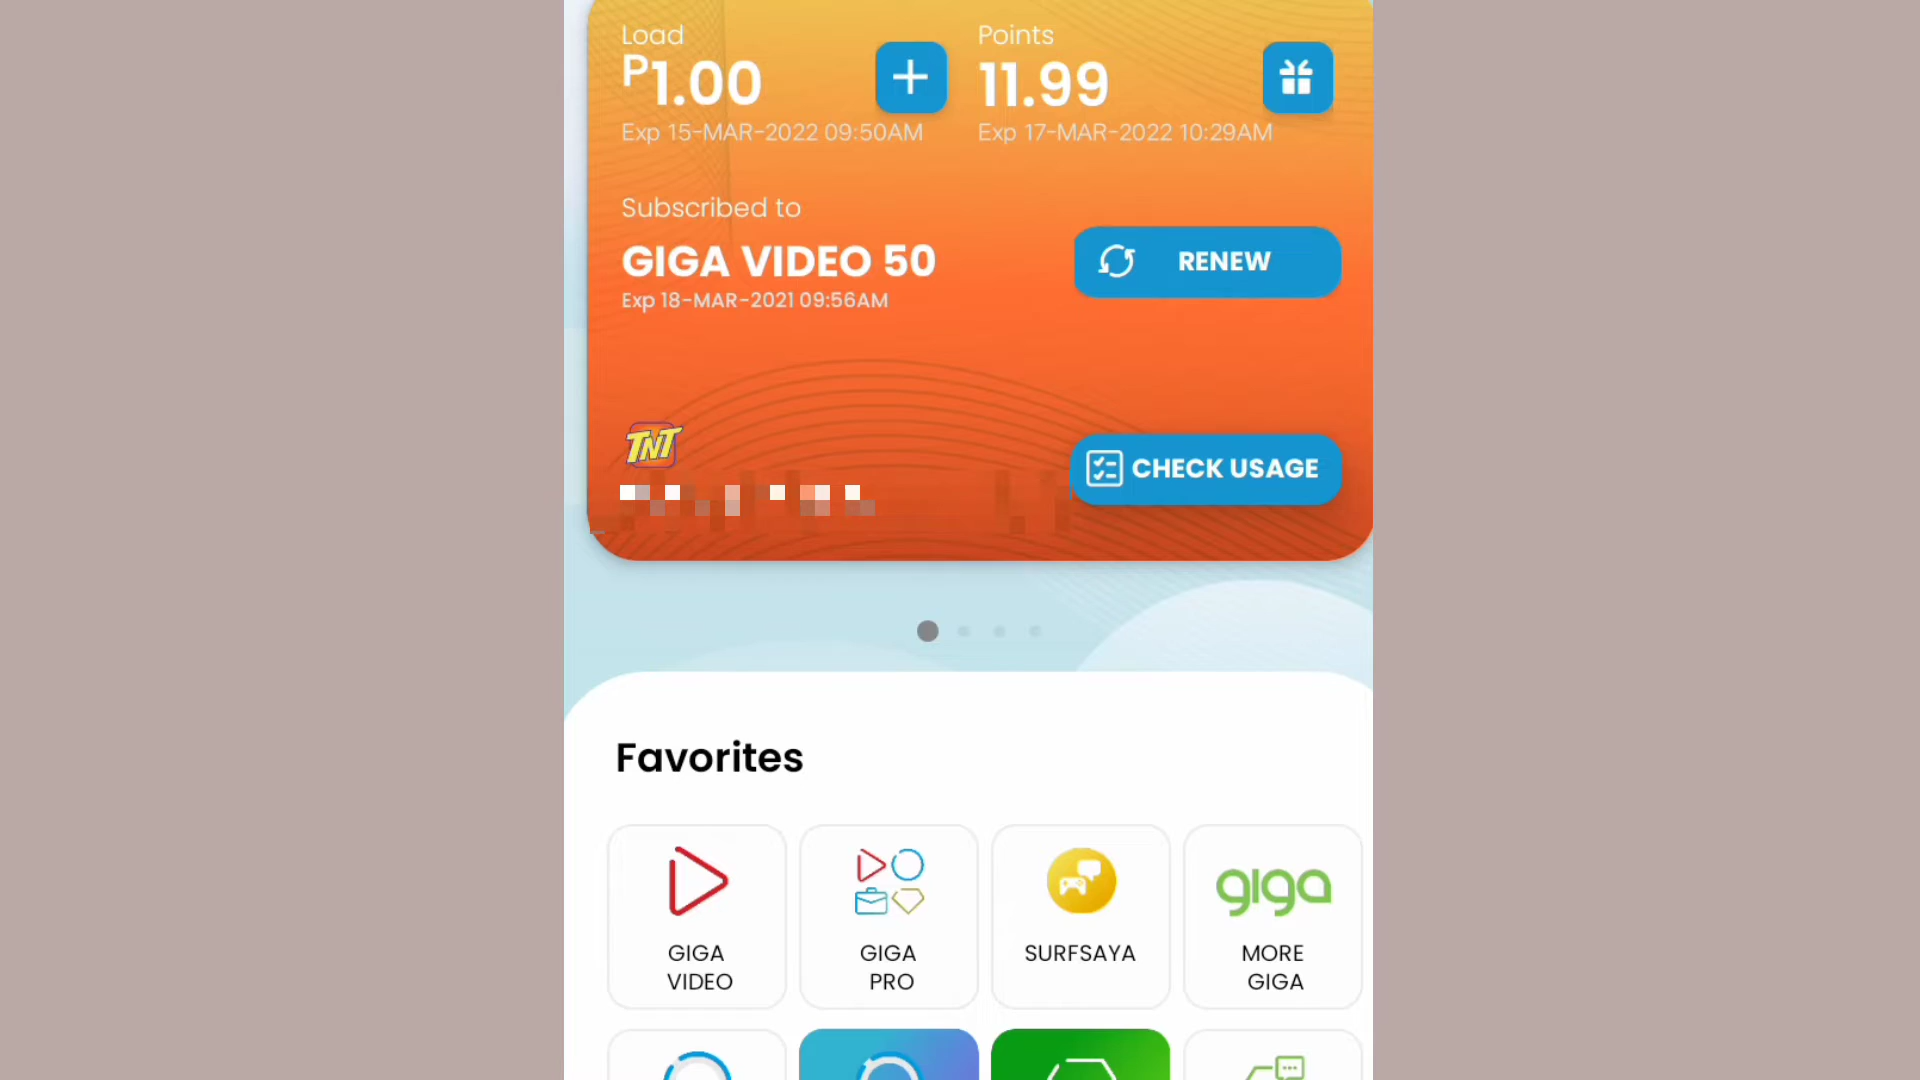 Load
Points
P1.00
11.99
Exp 15-MAR-2022 09:50AM
Exp 17-MAR-2022 10:29AM
Subscribed to
GIGA VIDEO 50
RENEW
Exp 18-MAR-2021 09:56AM
TNT
CHECK USAGE
Favorites
giga
GIGA
VIDEO
GIGA
PRO
SURFSAYA
MORE
GIGA